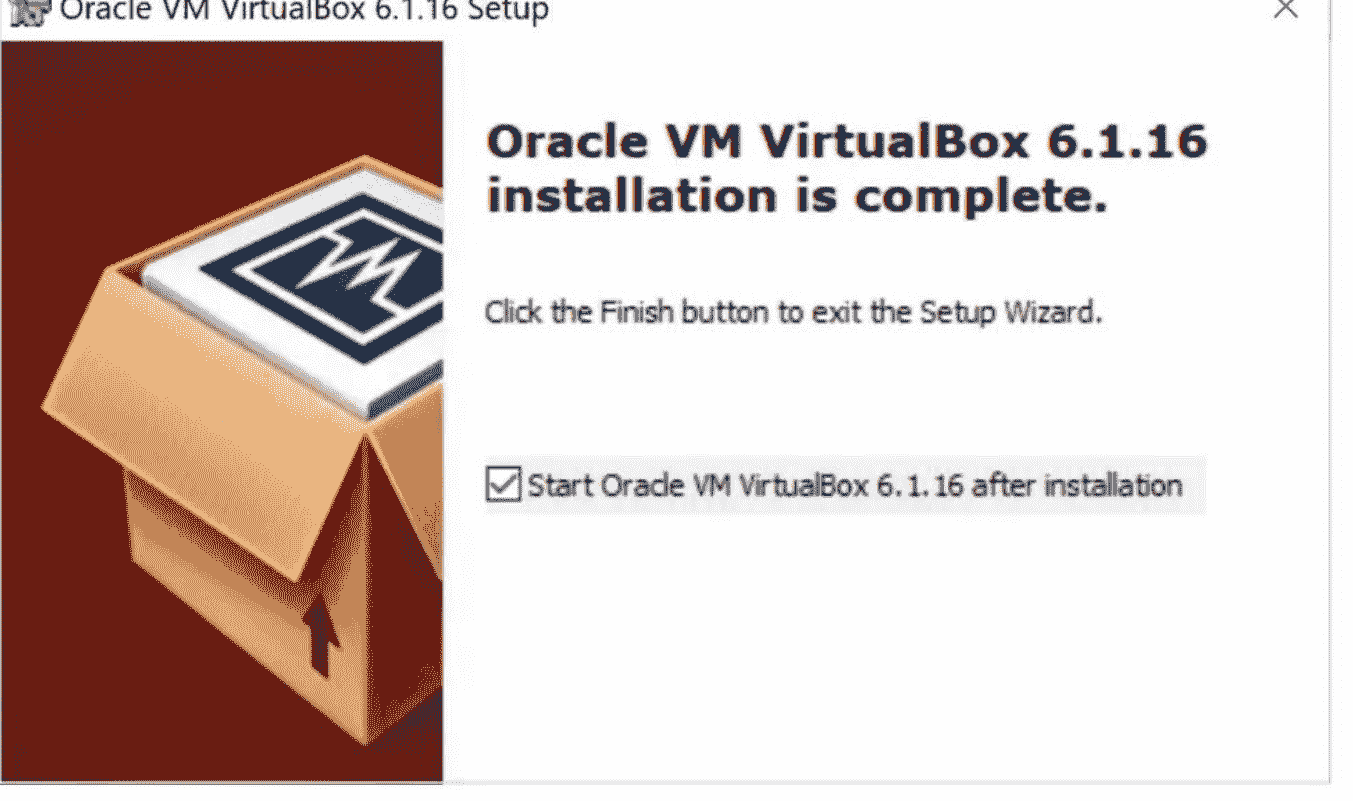 Oracle VM VirtualBox 6.1.16 Setup
Oracle VM VirtualBox 6.1.16
installation is complete.
Click the Finish button to exit the Setup Wizard.
Start Oracle VM VirtualBox 6.1.16 after installation